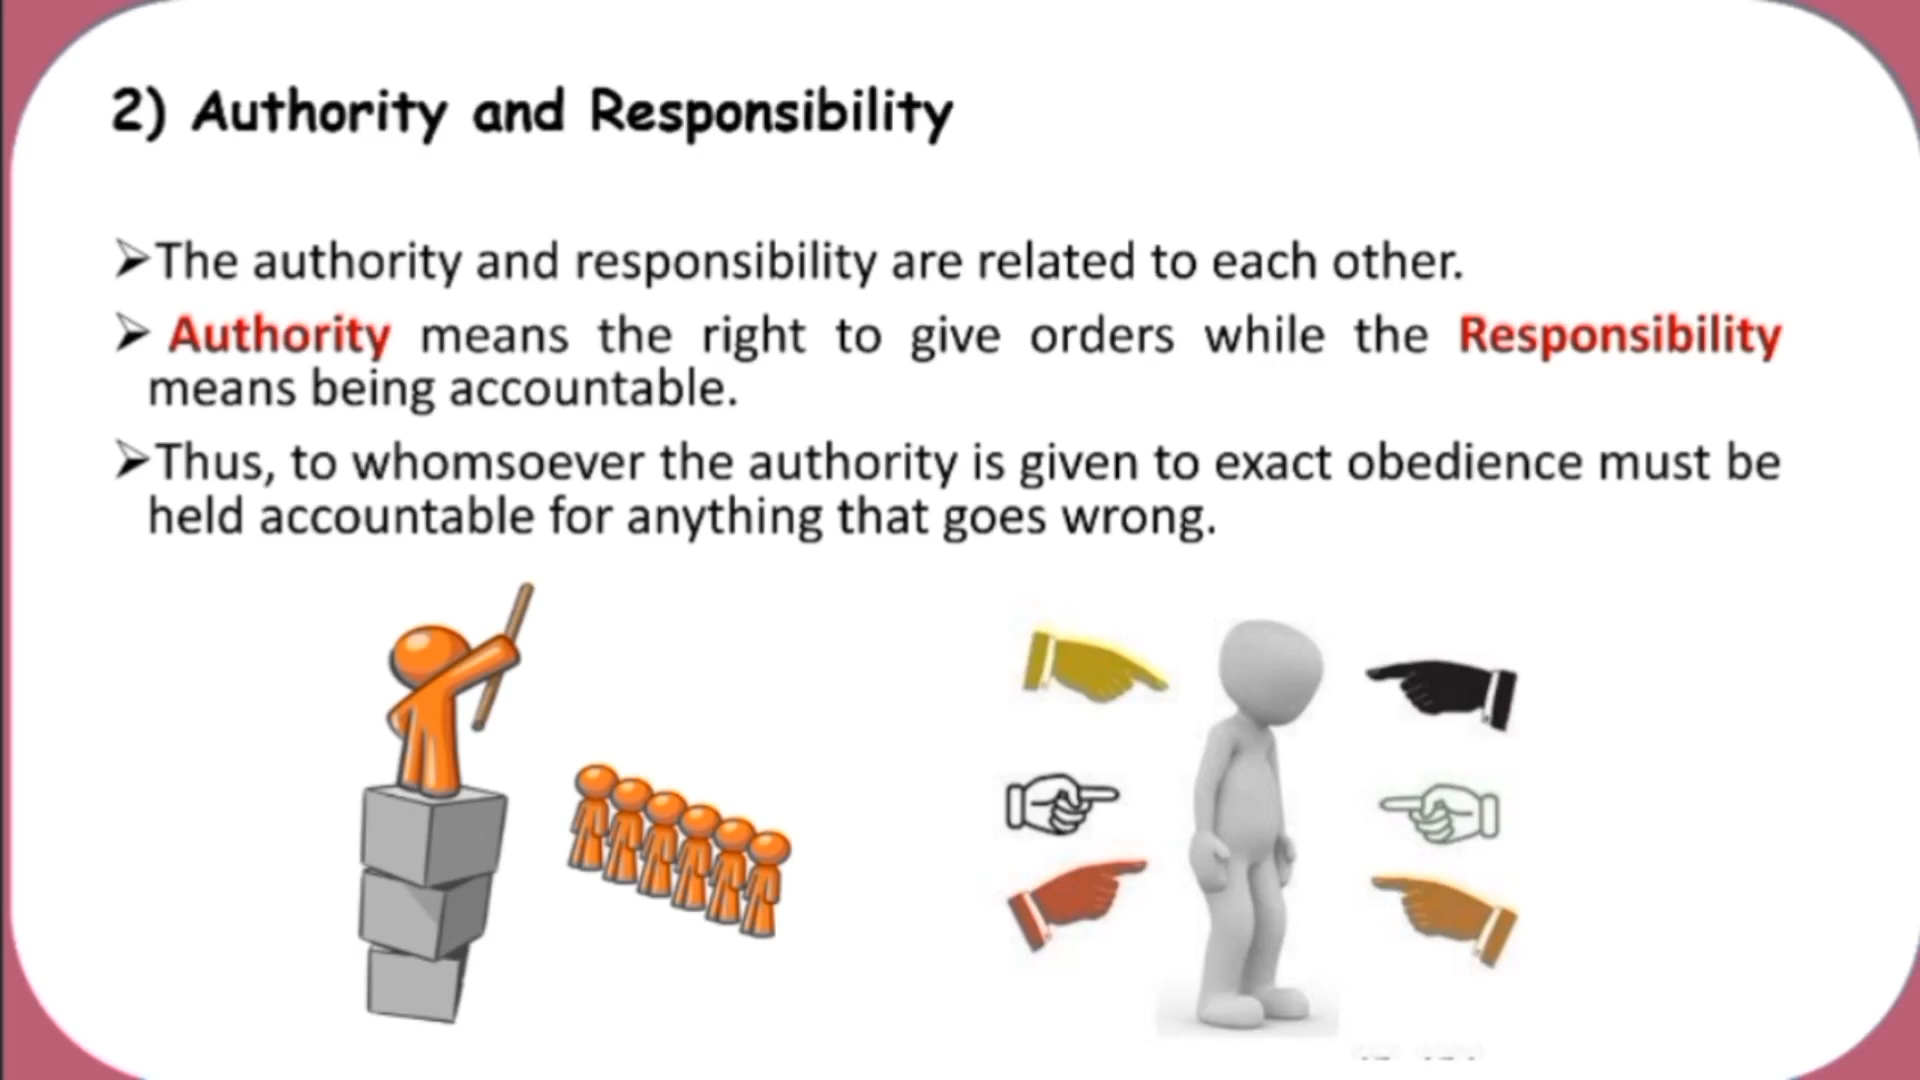 2) Authority and Responsibility
➢The authority and responsibility are related to each other.
➢ Authority means the right to give orders while the Responsibility
means being accountable.
➢Thus, to whomsoever the authority is given to exact obedience must be
held accountable for anything that goes wrong.